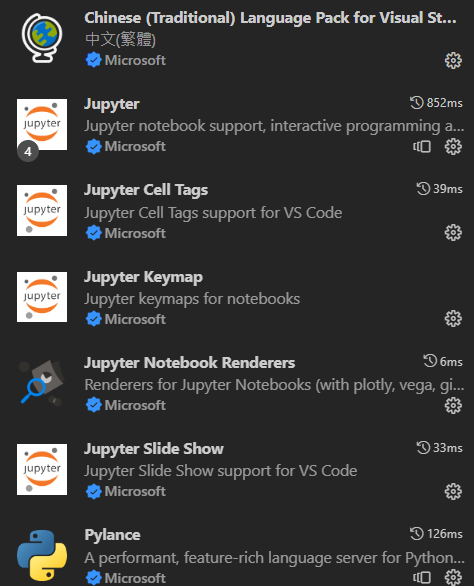 Chinese (Traditional) Language Pack for Visual St...
中文(繁體)
Microsoft
Jupyter 852ms
Jupyter notebook support, interactive programming a...
Microsoft
jupyter
4
Jupyter Cell Tags 39ms
Jupyter Cell Tags support for VS Code
Microsoft
jupyter
Jupyter Keymap
Jupyter keymaps for notebooks
Microsoft
jupyter
Jupyter Notebook Renderers 6ms
Renderers for Jupyter Notebooks (with plotly, vega, gi...
Microsoft
Jupyter Slide Show 33ms
Jupyter Slide Show support for VS Code
Microsoft
jupyter
Pylance 126ms
A performant, feature-rich language server for Python...
Microsoft